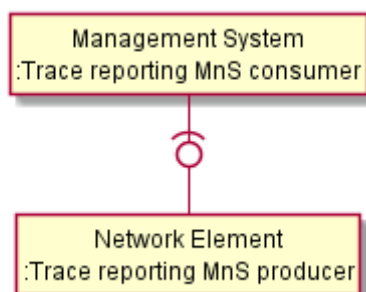 Management System
:Trace reporting MnS consumer
Network Element
:Trace reporting MnS producer